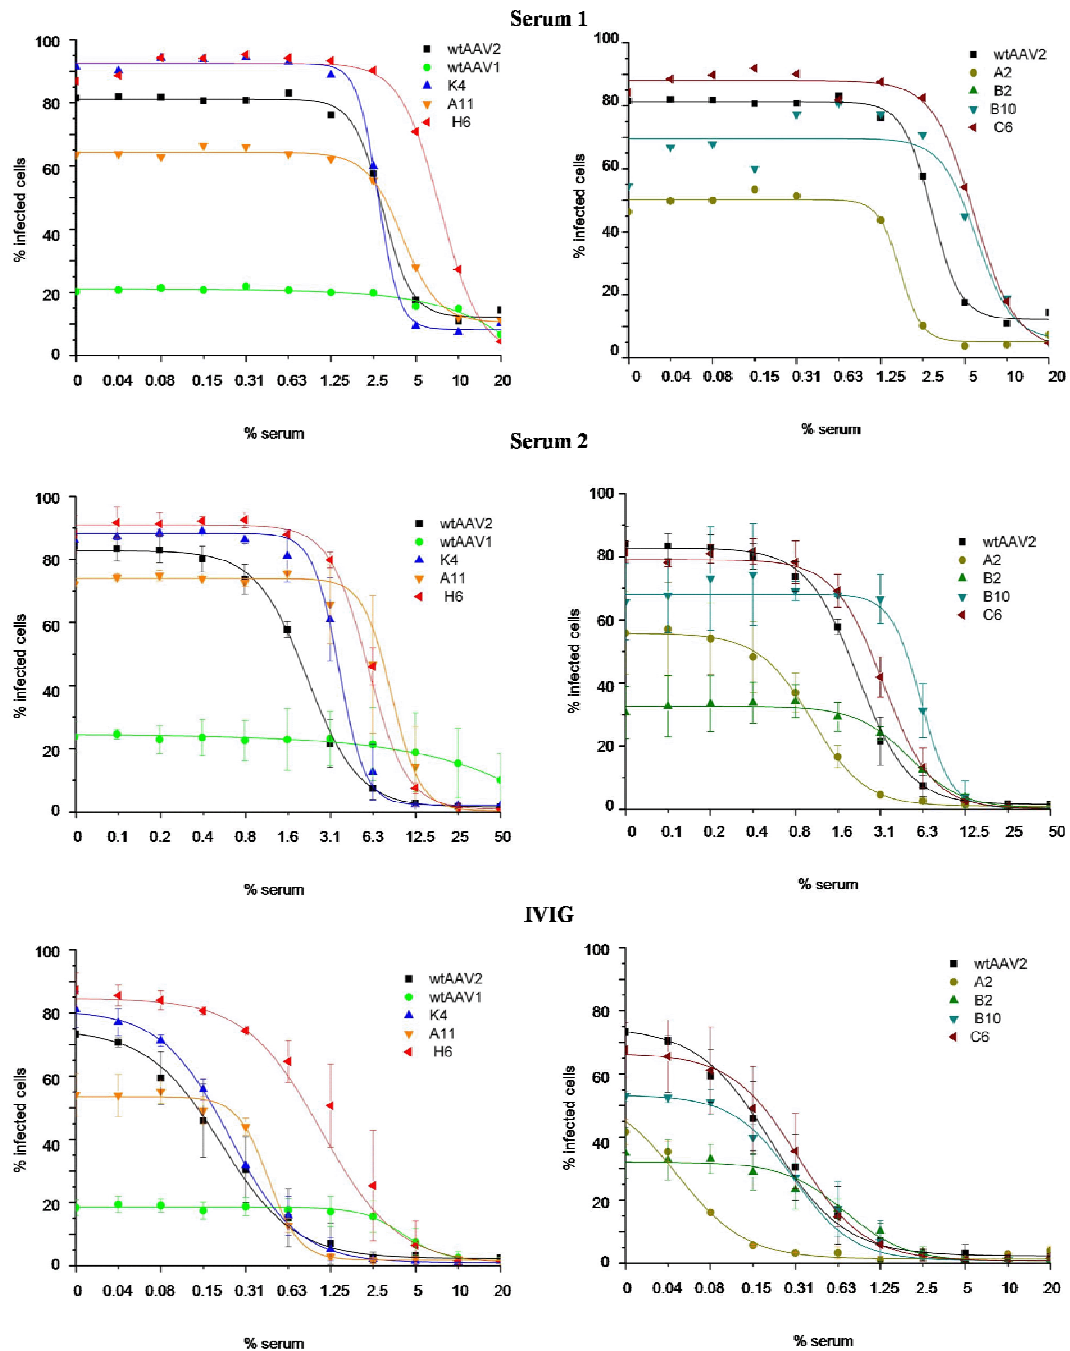 Serum 1
100
80
60
40
20
0
% infected cells
wtAAV2
wtAAV1
K4
A11
H6
0 0.04 0.08 0.15 0.31 0.63 1.25 2.5 5 10 20
% serum
100
80
60
40
20
0
% infected cells
wtAAV2
A2
B2
B10
C6
0 0.04 0.08 0.15 0.31 0.63 1.25 2.5 5 10 20
% serum
Serum 2
100
80
60
40
20
0
% infected cells
wtAAV2
wtAAV1
K4
A11
H6
0 0.1 0.2 0.4 0.8 1.6 3.1 6.3 12.5 25 50
% serum
100
80
60
40
20
0
% infected cells
wtAAV2
A2
B2
B10
C6
0 0.1 0.2 0.4 0.8 1.6 3.1 6.3 12.5 25 50
% serum
IVIG
100
80
60
40
20
0
% infected cells
wtAAV2
wtAAV1
K4
A11
H6
0 0.04 0.08 0.15 0.31 0.63 1.25 2.5 5 10 20
% serum
100
80
60
40
20
0
% infected cells
wtAAV2
A2
B2
B10
C6
0 0.04 0.08 0.15 0.31 0.63 1.25 2.5 5 10 20
% serum